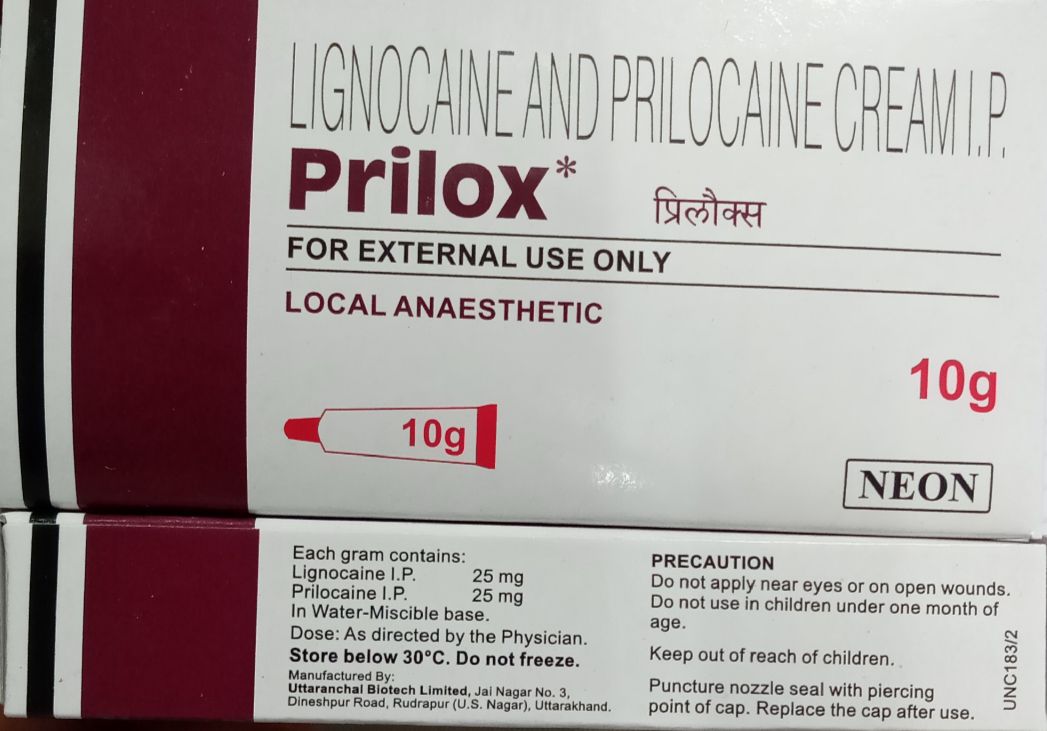 LIGNOCAINE AND PRILOCAINE CREAM I.P.
Prilox* प्रिलौक्स
FOR EXTERNAL USE ONLY
LOCAL ANAESTHETIC
10g
10g
NEON
Each gram contains:
Lignocaine I.P. 25 mg
Prilocaine I.P. 25 mg
In Water-Miscible base.
Dose: As directed by the Physician.
Store below 30°C. Do not freeze.
Manufactured By:
Uttaranchal Biotech Limited, Jai Nagar No. 3,
Dineshpur Road, Rudrapur (U.S. Nagar), Uttarakhand.
PRECAUTION
Do not apply near eyes or on open wounds.
Do not use in children under one month of
age.
Keep out of reach of children.
Puncture nozzle seal with piercing
point of cap. Replace the cap after use.
UNC183/2